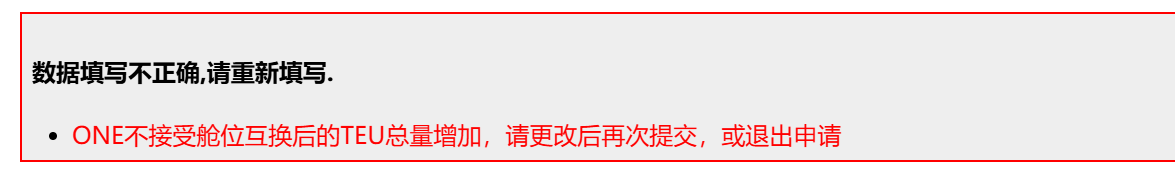 数据填写不正确,请重新填写.
ONE不接受舱位互换后的TEU总量增加，请更改后再次提交，或退出申请